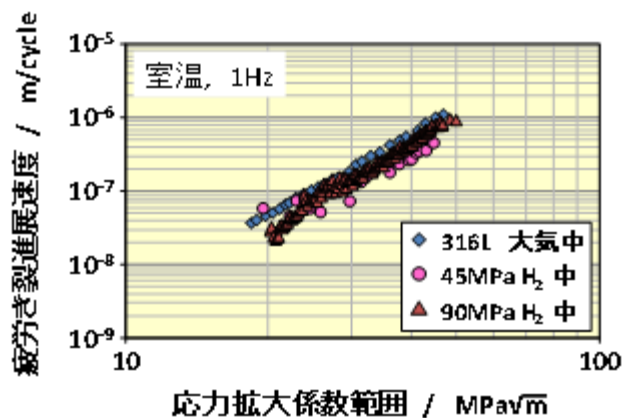 疲労き裂進展速度 / m/cycle
10-5
10-6
10-7
10-8
10-9
室温, 1Hz
316L 大気中
45MPa H2 中
90MPa H2 中
10
100
応力拡大係数範囲 / MPa√m